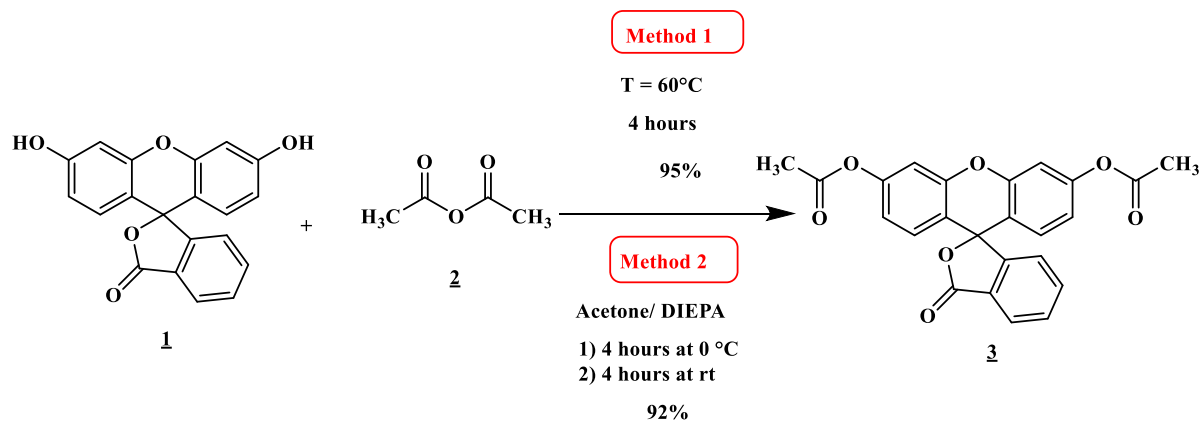 Method 1
T = 60°C
4 hours
95%
HO
O
OH
O
O
1
+
O
O
H3C
O
CH3
2
Method 2
Acetone/ DIEPA
1) 4 hours at 0 °C
2) 4 hours at rt
92%
H3C
O
O
O
O
CH3
O
O
O
3